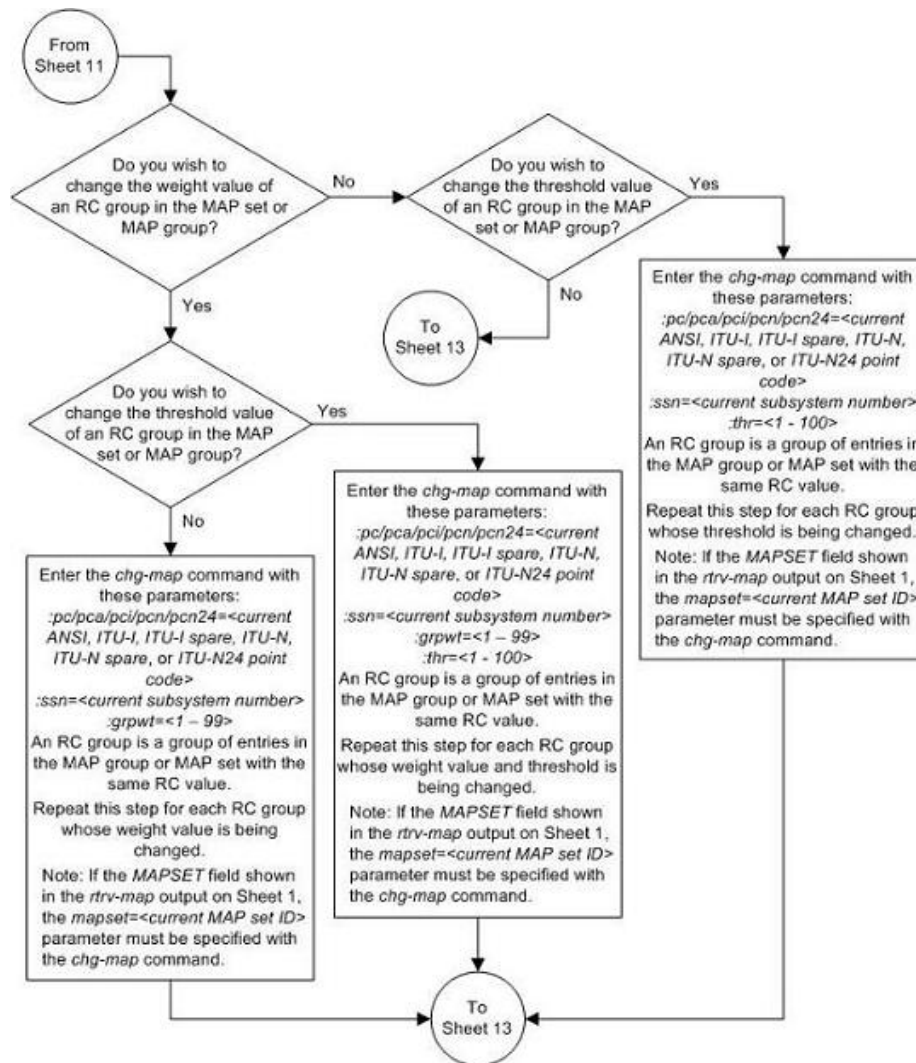 From
Sheet 11
Do you wish to
change the weight value of
an RC group in the MAP set or
MAP group?
No
Do you wish to
change the threshold value
of an RC group in the MAP
set or MAP group?
Yes
Yes
No
To
Sheet 13
Enter the chg-map command with
these parameters:
:pc/pca/pci/pcn/pcn24=<current
ANSI, ITU-I, ITU-I spare, ITU-N,
ITU-N spare, or ITU-N24 point
code>
:ssn=<current subsystem number>
:thr=<1 - 100>
An RC group is a group of entries in
the MAP group or MAP set with the
same RC value.
Repeat this step for each RC group
whose threshold is being changed.
Note: If the MAPSET field shown
in the rtrv-map output on Sheet 1,
the mapset=<current MAP set ID>
parameter must be specified with
the chg-map command.
Do you wish to
change the threshold value
of an RC group in the MAP
set or MAP group?
Yes
No
Enter the chg-map command with
these parameters:
:pc/pca/pci/pcn/pcn24=<current
ANSI, ITU-I, ITU-I spare, ITU-N,
ITU-N spare, or ITU-N24 point
code>
:ssn=<current subsystem number>
:grpwt=<1 – 99>
:thr=<1 - 100>
An RC group is a group of entries in
the MAP group or MAP set with the
same RC value.
Repeat this step for each RC group
whose weight value and threshold is
being changed.
Note: If the MAPSET field shown
in the rtrv-map output on Sheet 1,
the mapset=<current MAP set ID>
parameter must be specified with
the chg-map command.
Enter the chg-map command with
these parameters:
:pc/pca/pci/pcn/pcn24=<current
ANSI, ITU-I, ITU-I spare, ITU-N,
ITU-N spare, or ITU-N24 point
code>
:ssn=<current subsystem number>
:grpwt=<1 – 99>
An RC group is a group of entries in
the MAP group or MAP set with the
same RC value.
Repeat this step for each RC group
whose weight value is being
changed.
Note: If the MAPSET field shown
in the rtrv-map output on Sheet 1,
the mapset=<current MAP set ID>
parameter must be specified with
the chg-map command.
To
Sheet 13